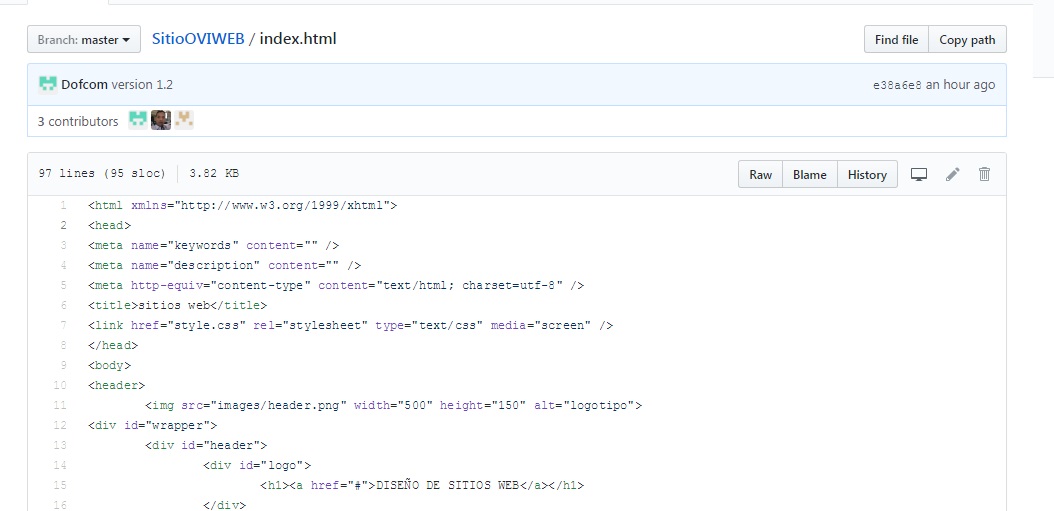 Branch: master SitioOVIWEB / index.html Find file Copy path
Dofcom version 1.2 e38a6e8 an hour ago
3 contributors
97 lines (95 sloc) 3.82 KB Raw Blame History
1 <html xmlns="http://www.w3.org/1999/xhtml">
2 <head>
3 <meta name="keywords" content="" />
4 <meta name="description" content="" />
5 <meta http-equiv="content-type" content="text/html; charset=utf-8" />
6 <title>sitios web</title>
7 <link href="style.css" rel="stylesheet" type="text/css" media="screen" />
8 </head>
9 <body>
10 <header>
11 <img src="images/header.png" width="500" height="150" alt="logotipo">
12 <div id="wrapper">
13 <div id="header">
14 <div id="logo">
15 <h1><a href="#">DISEÑO DE SITIOS WEB</a></h1>
16 </div>